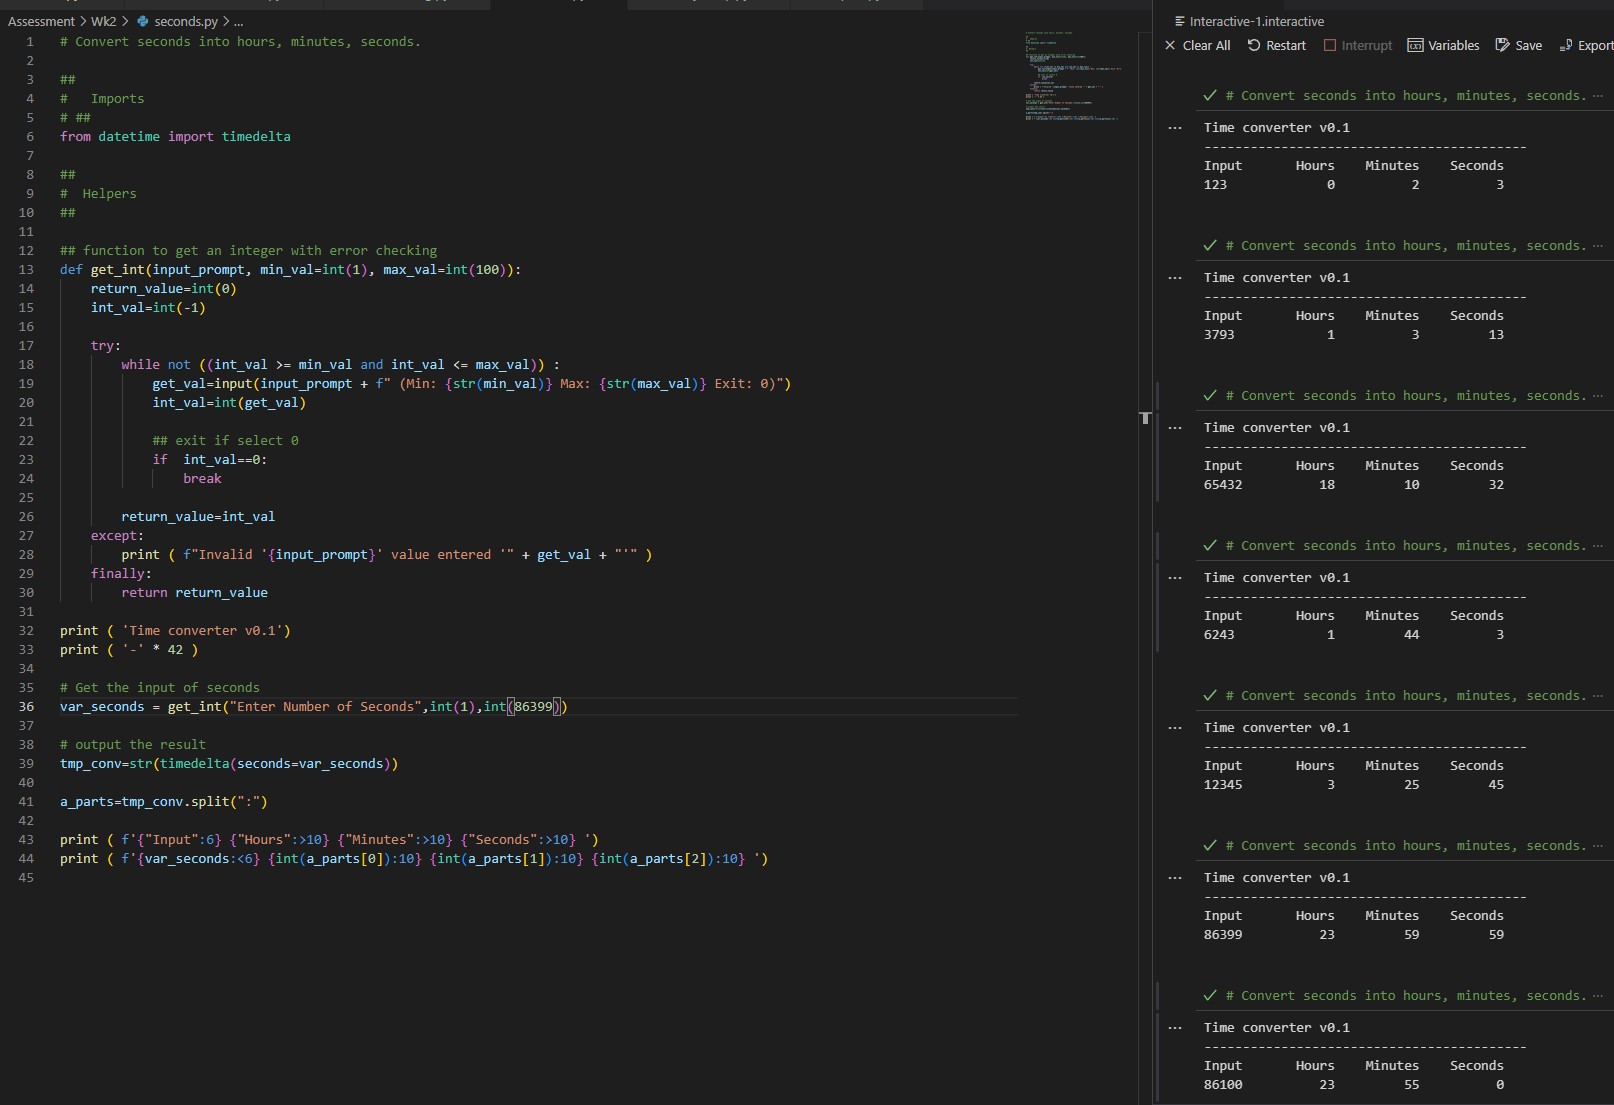 Assessment > Wk2 > seconds.py > ...
1 # Convert seconds into hours, minutes, seconds.
2
3 ##
4 #   Imports
5 # ##
6 from datetime import timedelta
7
8 ##
9 #  Helpers
10 ##
11
12 ## function to get an integer with error checking
13 def get_int(input_prompt, min_val=int(1), max_val=int(100)):
14     return_value=int(0)
15     int_val=int(-1)
16
17     try:
18         while not ((int_val >= min_val and int_val <= max_val)) :
19             get_val=input(input_prompt + f" (Min: {str(min_val)} Max: {str(max_val)} Exit: 0)")
20             int_val=int(get_val)
21
22             ## exit if select 0
23             if  int_val==0:
24                 break
25
26         return_value=int_val
27     except:
28         print ( f"Invalid '{input_prompt}' value entered '" + get_val + "'" )
29     finally:
30         return return_value
31
32 print ( 'Time converter v0.1')
33 print ( '-' * 42 )
34
35 # Get the input of seconds
36 var_seconds = get_int("Enter Number of Seconds",int(1),int(86399))
37
38 # output the result
39 tmp_conv=str(timedelta(seconds=var_seconds))
40
41 a_parts=tmp_conv.split(":")
42
43 print ( f'{"Input":6} {"Hours":>10} {"Minutes":>10} {"Seconds":>10} ')
44 print ( f'{var_seconds:<6} {int(a_parts[0]):10} {int(a_parts[1]):10} {int(a_parts[2]):10} ')
45
Interactive-1.interactive
Clear All Restart Interrupt Variables Save Export
# Convert seconds into hours, minutes, seconds. ...
Time converter v0.1
------------------------------------------
Input Hours Minutes Seconds
123 0 2 3
# Convert seconds into hours, minutes, seconds. ...
Time converter v0.1
------------------------------------------
Input Hours Minutes Seconds
3793 1 3 13
# Convert seconds into hours, minutes, seconds. ...
Time converter v0.1
------------------------------------------
Input Hours Minutes Seconds
65432 18 10 32
# Convert seconds into hours, minutes, seconds. ...
Time converter v0.1
------------------------------------------
Input Hours Minutes Seconds
6243 1 44 3
# Convert seconds into hours, minutes, seconds. ...
Time converter v0.1
------------------------------------------
Input Hours Minutes Seconds
12345 3 25 45
# Convert seconds into hours, minutes, seconds. ...
Time converter v0.1
------------------------------------------
Input Hours Minutes Seconds
86399 23 59 59
# Convert seconds into hours, minutes, seconds. ...
Time converter v0.1
------------------------------------------
Input Hours Minutes Seconds
86100 23 55 0